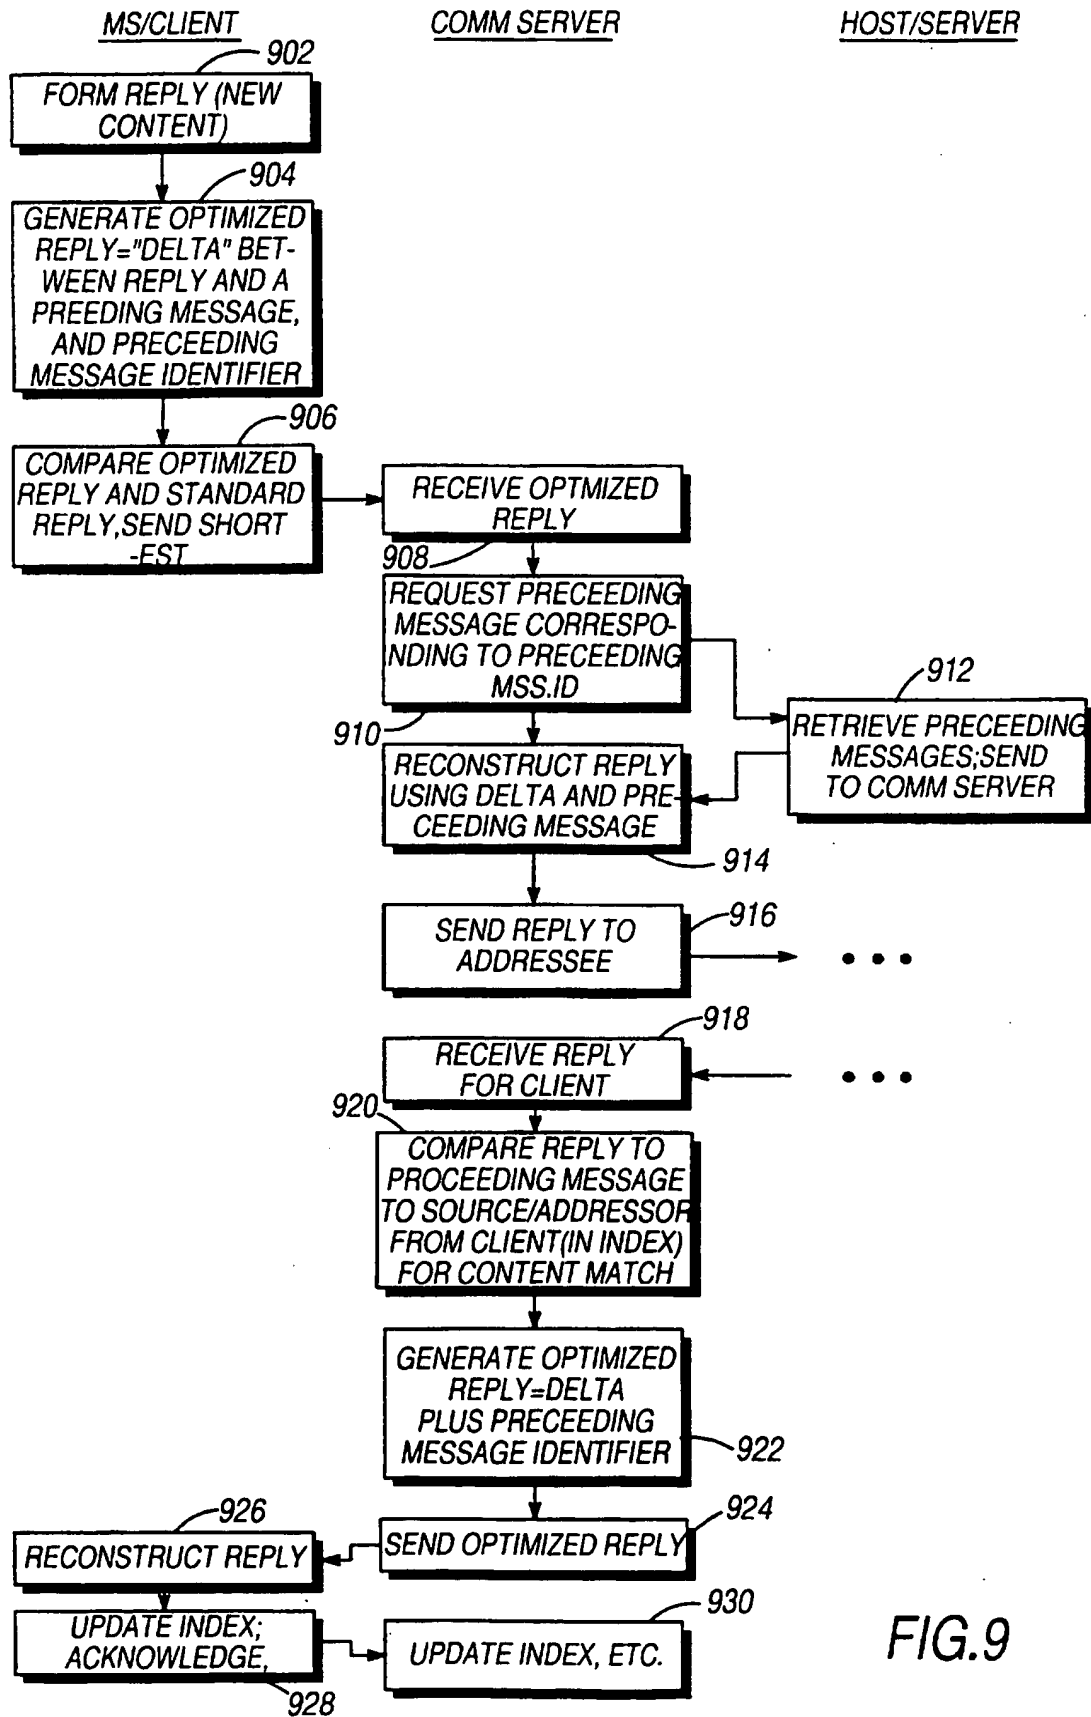 MS/CLIENT
COMM SERVER
HOST/SERVER
902
FORM REPLY (NEW
CONTENT)
904
GENERATE OPTIMIZED
REPLY="DELTA" BET-
WEEN REPLY AND A
PREEDING MESSAGE,
AND PRECEEDING
MESSAGE IDENTIFIER
906
COMPARE OPTIMIZED
REPLY AND STANDARD
REPLY,SEND SHORT
-EST
RECEIVE OPTMIZED
REPLY
908
REQUEST PRECEEDING
MESSAGE CORRESPO-
NDING TO PRECEEDING
MSS.ID
910
912
RETRIEVE PRECEEDING
MESSAGES;SEND
TO COMM SERVER
RECONSTRUCT REPLY
USING DELTA AND PRE-
CEEDING MESSAGE
914
SEND REPLY TO
ADDRESSEE
916
918
RECEIVE REPLY
FOR CLIENT
920
COMPARE REPLY TO
PROCEEDING MESSAGE
TO SOURCE/ADDRESSOR
FROM CLIENT(IN INDEX)
FOR CONTENT MATCH
GENERATE OPTIMIZED
REPLY=DELTA
PLUS PRECEEDING
MESSAGE IDENTIFIER
922
924
SEND OPTIMIZED REPLY
926
RECONSTRUCT REPLY
UPDATE INDEX;
ACKNOWLEDGE,
928
930
UPDATE INDEX, ETC.
FIG.9